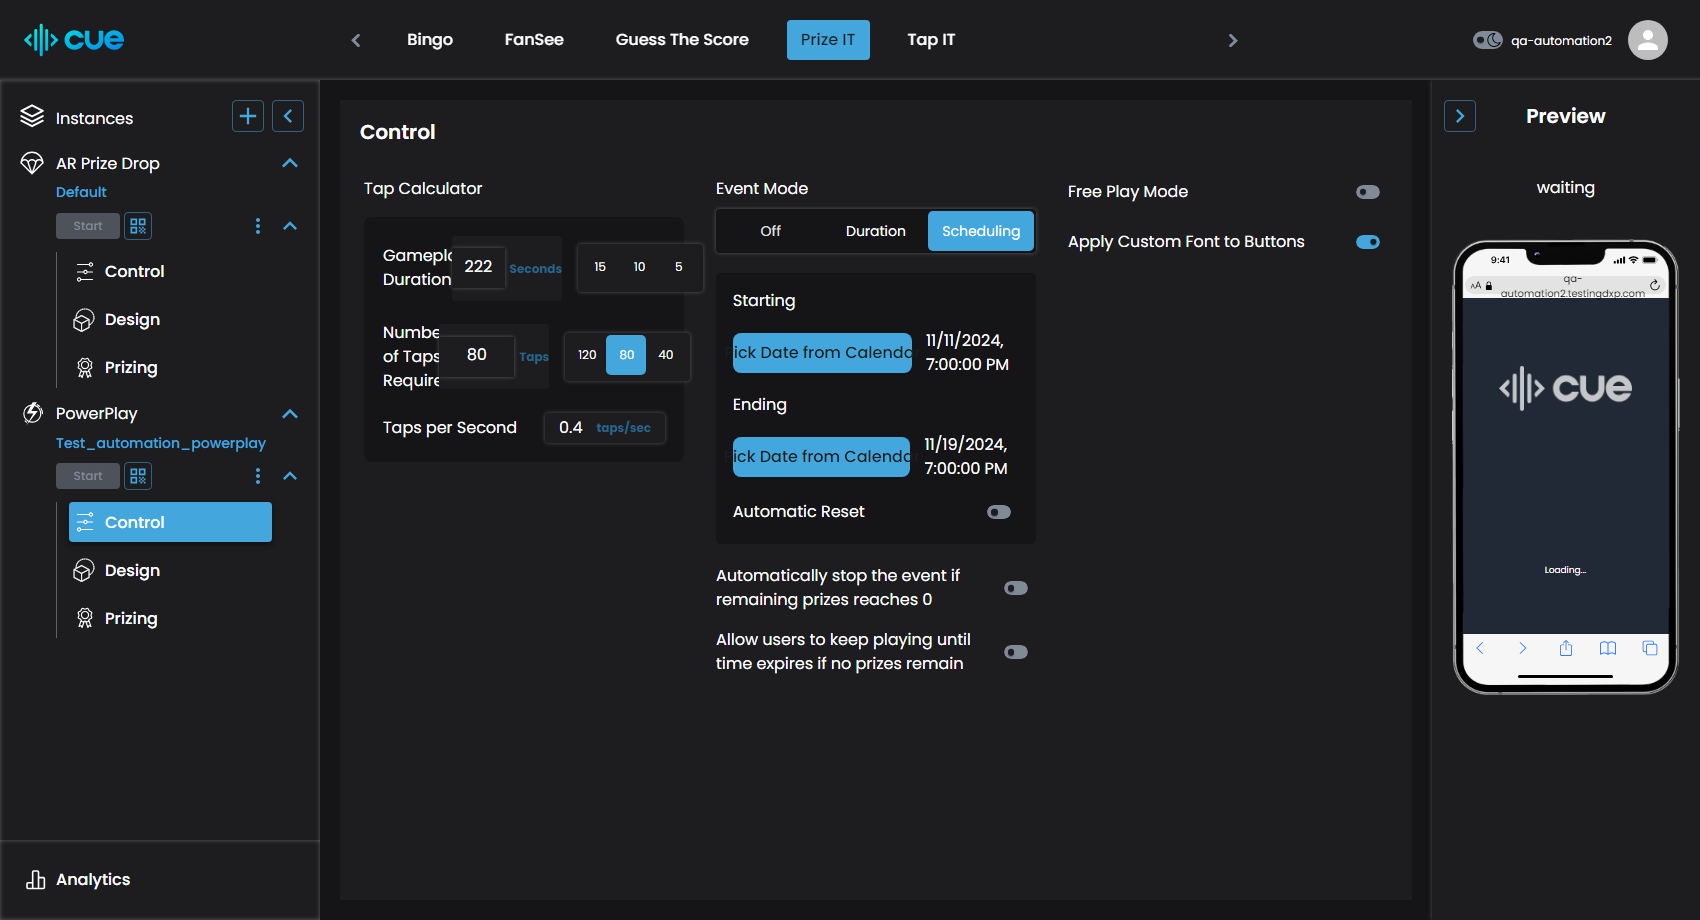 cue
Bingo
FanSee
Guess The Score
Prize IT
Tap IT
qa-automation2
Instances
AR Prize Drop
Default
Start
Control
Design
Prizing
PowerPlay
Test_automation_powerplay
Start
Control
Design
Prizing
Analytics
Control
Tap Calculator
Gamepl
Duration
222
Seconds
15
10
5
Numbe
of Taps
Require
80
Taps
120
80
40
Taps per Second
0.4
taps/sec
Event Mode
Off
Duration
Scheduling
Starting
Pick Date from Calendar
11/11/2024,
7:00:00 PM
Ending
Pick Date from Calendar
11/19/2024,
7:00:00 PM
Automatic Reset
Automatically stop the event if
remaining prizes reaches 0
Allow users to keep playing until
time expires if no prizes remain
Free Play Mode
Apply Custom Font to Buttons
Preview
waiting
9:41
AA
qa-
automation2.testingdxp.com
cue
Loading...